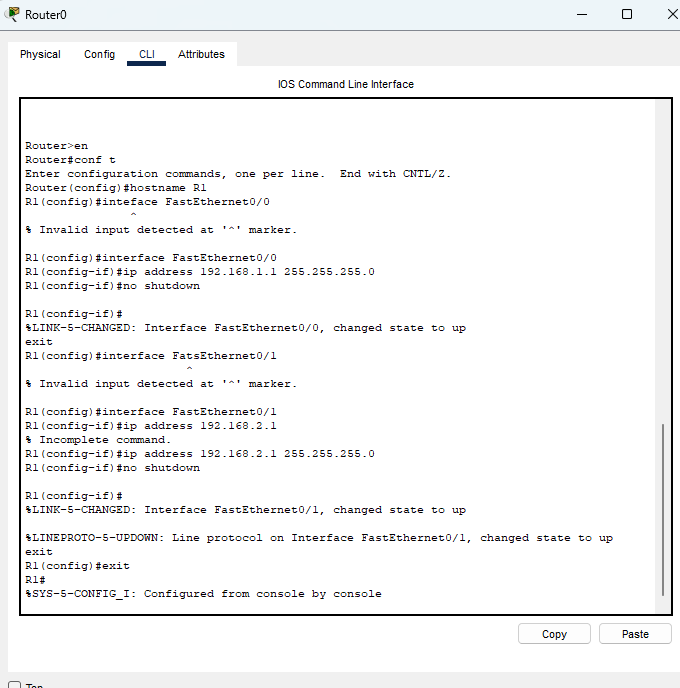 Router0
Physical Config CLI Attributes
IOS Command Line Interface
Router>en
Router#conf t
Enter configuration commands, one per line.  End with CNTL/Z.
Router(config)#hostname R1
R1(config)#inteface FastEthernet0/0
^
% Invalid input detected at '^' marker.
R1(config)#interface FastEthernet0/0
R1(config-if)#ip address 192.168.1.1 255.255.255.0
R1(config-if)#no shutdown
R1(config-if)#
%LINK-5-CHANGED: Interface FastEthernet0/0, changed state to up
exit
R1(config)#interface FatsEthernet0/1
^
% Invalid input detected at '^' marker.
R1(config)#interface FastEthernet0/1
R1(config-if)#ip address 192.168.2.1
% Incomplete command.
R1(config-if)#ip address 192.168.2.1 255.255.255.0
R1(config-if)#no shutdown
R1(config-if)#
%LINK-5-CHANGED: Interface FastEthernet0/1, changed state to up
%LINEPROTO-5-UPDOWN: Line protocol on Interface FastEthernet0/1, changed state to up
exit
R1(config)#exit
R1#
%SYS-5-CONFIG_I: Configured from console by console
Copy Paste
Top